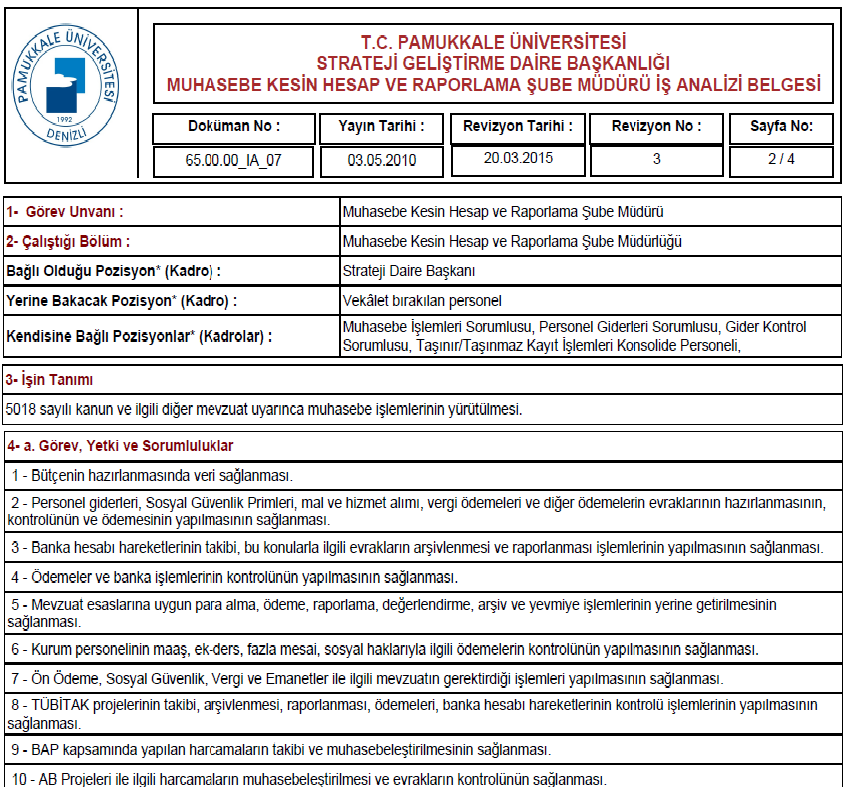 PAMUKKALE ÜNİVERSİTESİ
1992
DENİZLİ
T.C. PAMUKKALE ÜNİVERSİTESİ
STRATEJİ GELİŞTİRME DAİRE BAŞKANLIĞI
MUHASEBE KESİN HESAP VE RAPORLAMA ŞUBE MÜDÜRÜ İŞ ANALİZİ BELGESİ
Doküman No : Yayın Tarihi : Revizyon Tarihi : Revizyon No : Sayfa No:
65.00.00_IA_07 03.05.2010 20.03.2015 3 2 / 4
1- Görev Unvanı : Muhasebe Kesin Hesap ve Raporlama Şube Müdürü
2- Çalıştığı Bölüm : Muhasebe Kesin Hesap ve Raporlama Şube Müdürlüğü
Bağlı Olduğu Pozisyon* (Kadro) : Strateji Daire Başkanı
Yerine Bakacak Pozisyon* (Kadro) : Vekâlet bırakılan personel
Kendisine Bağlı Pozisyonlar* (Kadrolar) : Muhasebe İşlemleri Sorumlusu, Personel Giderleri Sorumlusu, Gider Kontrol
Sorumlusu, Taşınır/Taşınmaz Kayıt İşlemleri Konsolide Personeli,
3- İşin Tanımı
5018 sayılı kanun ve ilgili diğer mevzuat uyarınca muhasebe işlemlerinin yürütülmesi.
4- a. Görev, Yetki ve Sorumluluklar
1 - Bütçenin hazırlanmasında veri sağlanması.
2 - Personel giderleri, Sosyal Güvenlik Primleri, mal ve hizmet alımı, vergi ödemeleri ve diğer ödemelerin evraklarının hazırlanmasının,
kontrolünün ve ödemesinin yapılmasının sağlanması.
3 - Banka hesabı hareketlerinin takibi, bu konularla ilgili evrakların arşivlenmesi ve raporlanması işlemlerinin yapılmasının sağlanması.
4 - Ödemeler ve banka işlemlerinin kontrolünün yapılmasının sağlanması.
5 - Mevzuat esaslarına uygun para alma, ödeme, raporlama, değerlendirme, arşiv ve yevmiye işlemlerinin yerine getirilmesinin
sağlanması.
6 - Kurum personelinin maaş, ek-ders, fazla mesai, sosyal haklarıyla ilgili ödemelerin kontrolünün yapılmasının sağlanması.
7 - Ön Ödeme, Sosyal Güvenlik, Vergi ve Emanetler ile ilgili mevzuatın gerektirdiği işlemleri yapılmasının sağlanması.
8 - TÜBİTAK projelerinin takibi, arşivlenmesi, raporlanması, ödemeleri, banka hesabı hareketlerinin kontrolü işlemlerinin yapılmasının
sağlanması.
9 - BAP kapsamında yapılan harcamaların takibi ve muhasebeleştirilmesinin sağlanması.
10 - AB Projeleri ile ilgili harcamaların muhasebeleştirilmesi ve evrakların kontrolünün sağlanması.